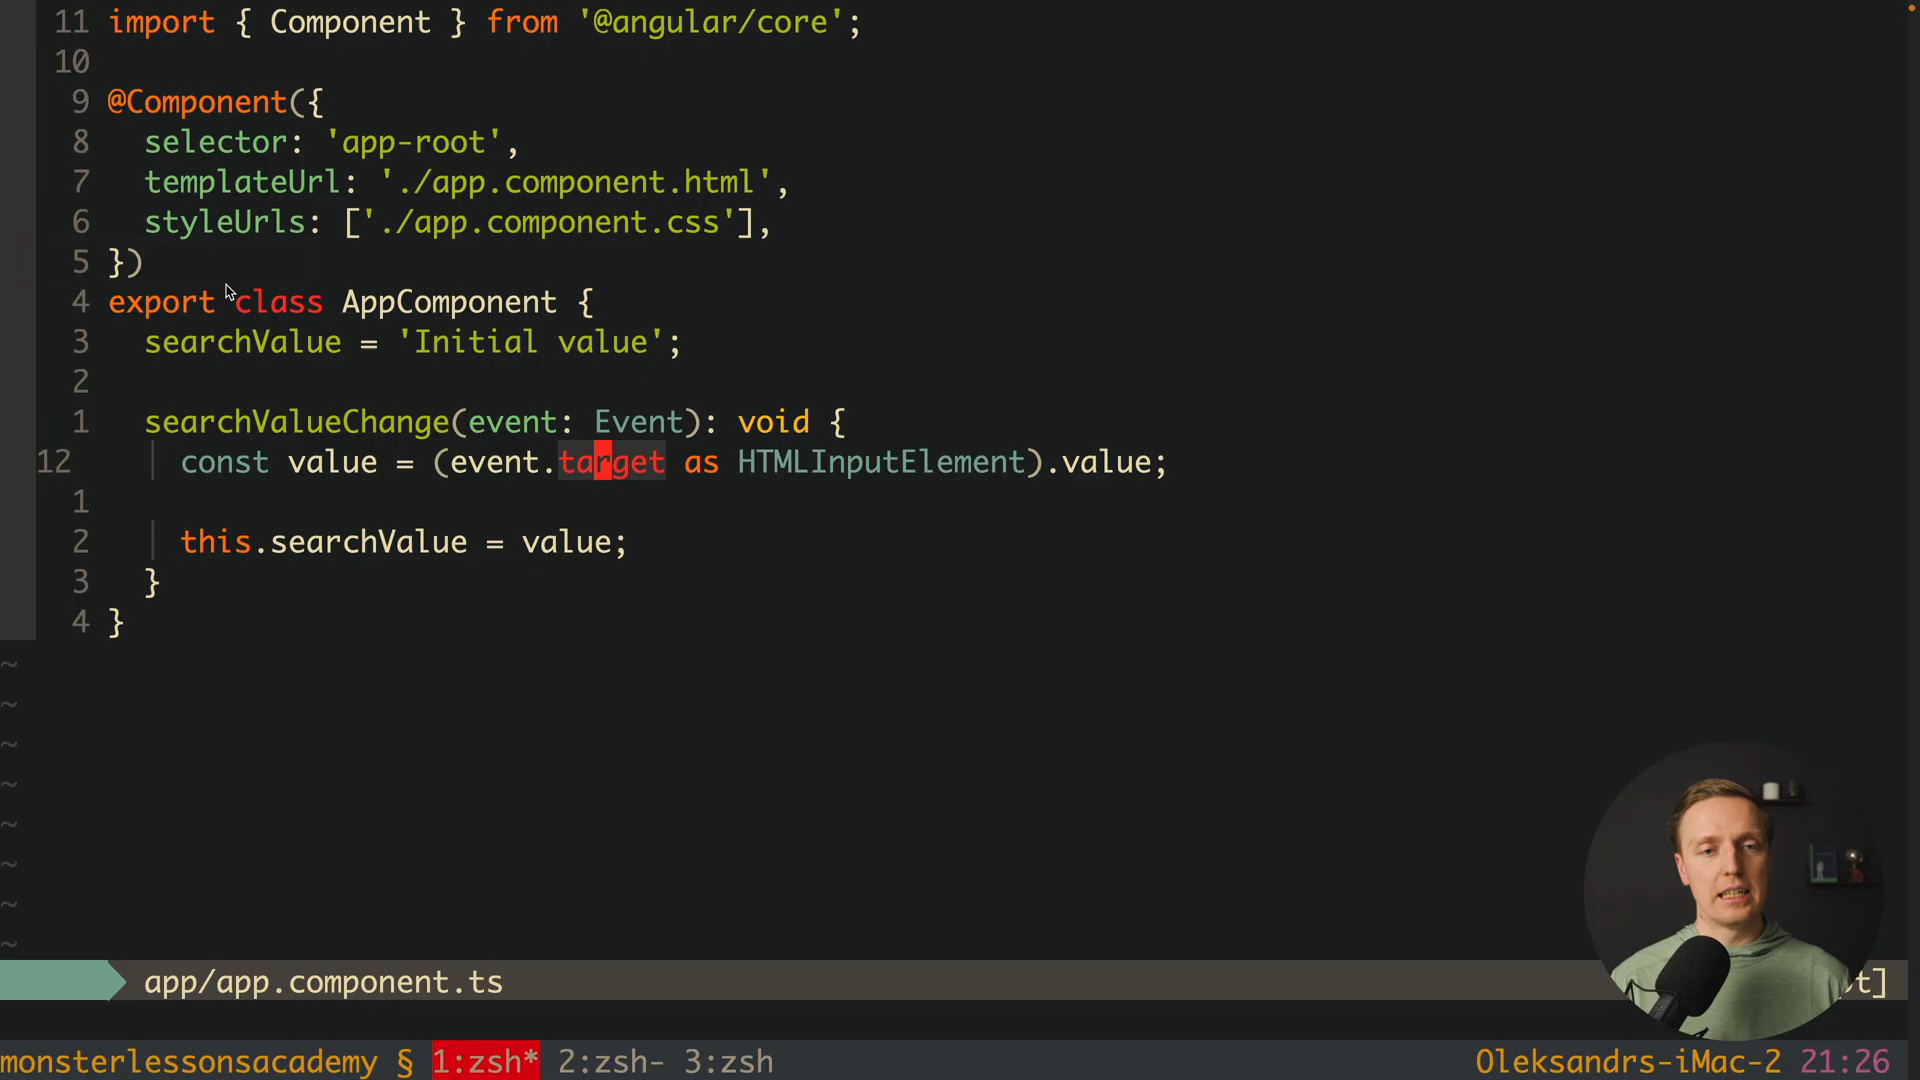 11 import { Component } from '@angular/core';
10
9 @Component({
8 selector: 'app-root',
7 templateUrl: './app.component.html',
6 styleUrls: ['./app.component.css'],
5 })
4 export class AppComponent {
3 searchValue = 'Initial value';
2
1 searchValueChange(event: Event): void {
12 const value = (event.target as HTMLInputElement).value;
1
2 this.searchValue = value;
3 }
4 }
~
~
~
~
~
~
~
~
app/app.component.ts t]
monsterlessonsacademy § 1:zsh* 2:zsh- 3:zsh Oleksandrs-iMac-2 21:26